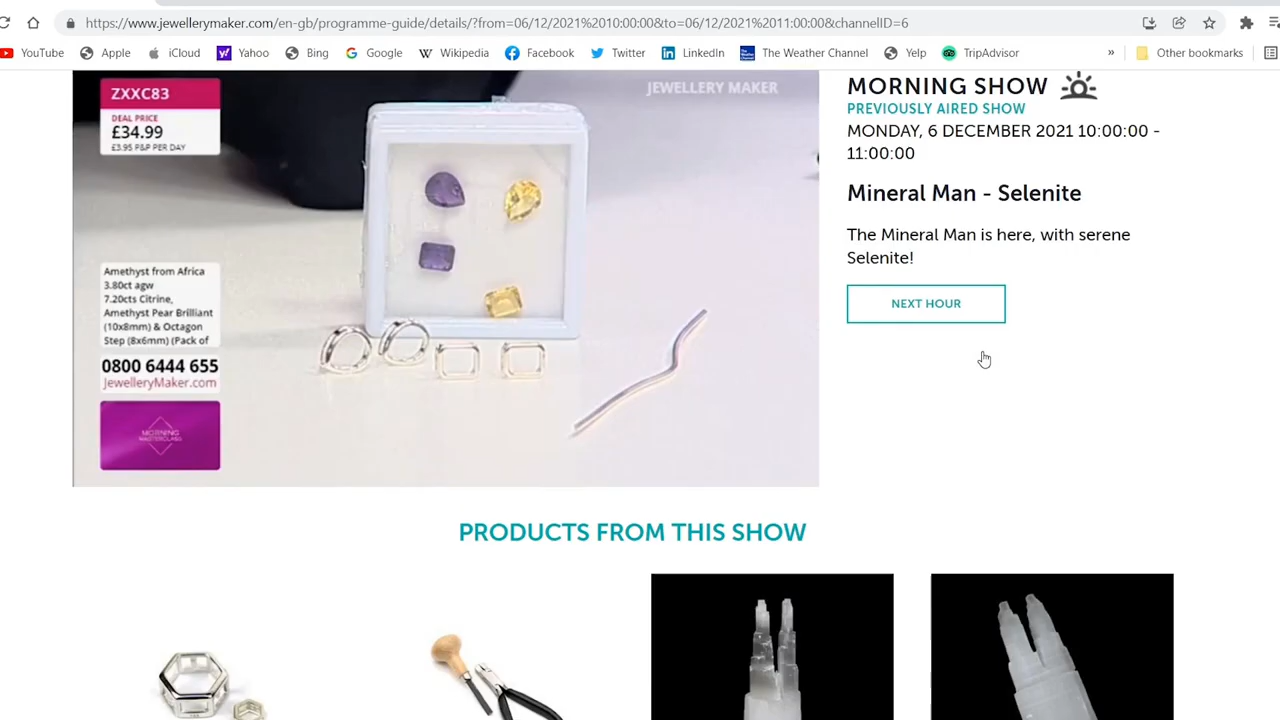 https://www.jewellerymaker.com/en-gb/programme-guide/details/?from=06/12/2021%2010:00:00&to=06/12/2021%2011:00:00&channelID=6
YouTube Apple iCloud Yahoo Bing Google Wikipedia Facebook Twitter LinkedIn The Weather Channel Yelp TripAdvisor » Other bookmarks
ZXXC83
DEAL PRICE
£34.99
£3.95 P&P PER DAY
JEWELLERY MAKER
Amethyst from Africa
3.80ct agw
7.20cts Citrine,
Amethyst Pear Brilliant
(10x8mm) & Octagon
Step (8x6mm) (Pack of
0800 6444 655
JewelleryMaker.com
MORNING
MASTERCLASS
MORNING SHOW
PREVIOUSLY AIRED SHOW
MONDAY, 6 DECEMBER 2021 10:00:00 -
11:00:00
Mineral Man - Selenite
The Mineral Man is here, with serene
Selenite!
NEXT HOUR
PRODUCTS FROM THIS SHOW